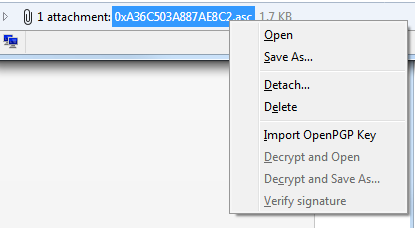 1 attachment: 0xA36C503A887AE8C2.asc 1.7 KB
Open
Save As...
Detach...
Delete
Import OpenPGP Key
Decrypt and Open
Decrypt and Save As...
Verify signature